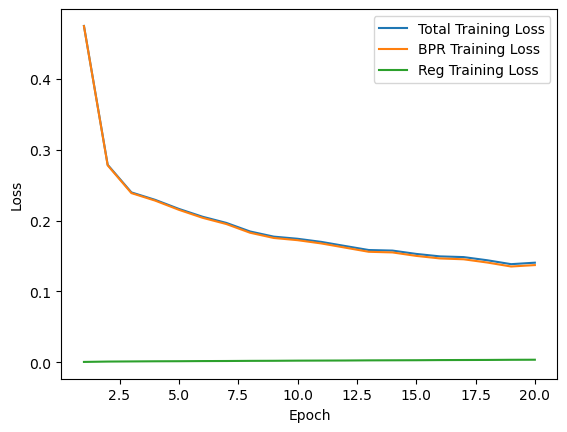 Total Training Loss
BPR Training Loss
Reg Training Loss
Loss
0.4
0.3
0.2
0.1
0.0
2.5 5.0 7.5 10.0 12.5 15.0 17.5 20.0
Epoch